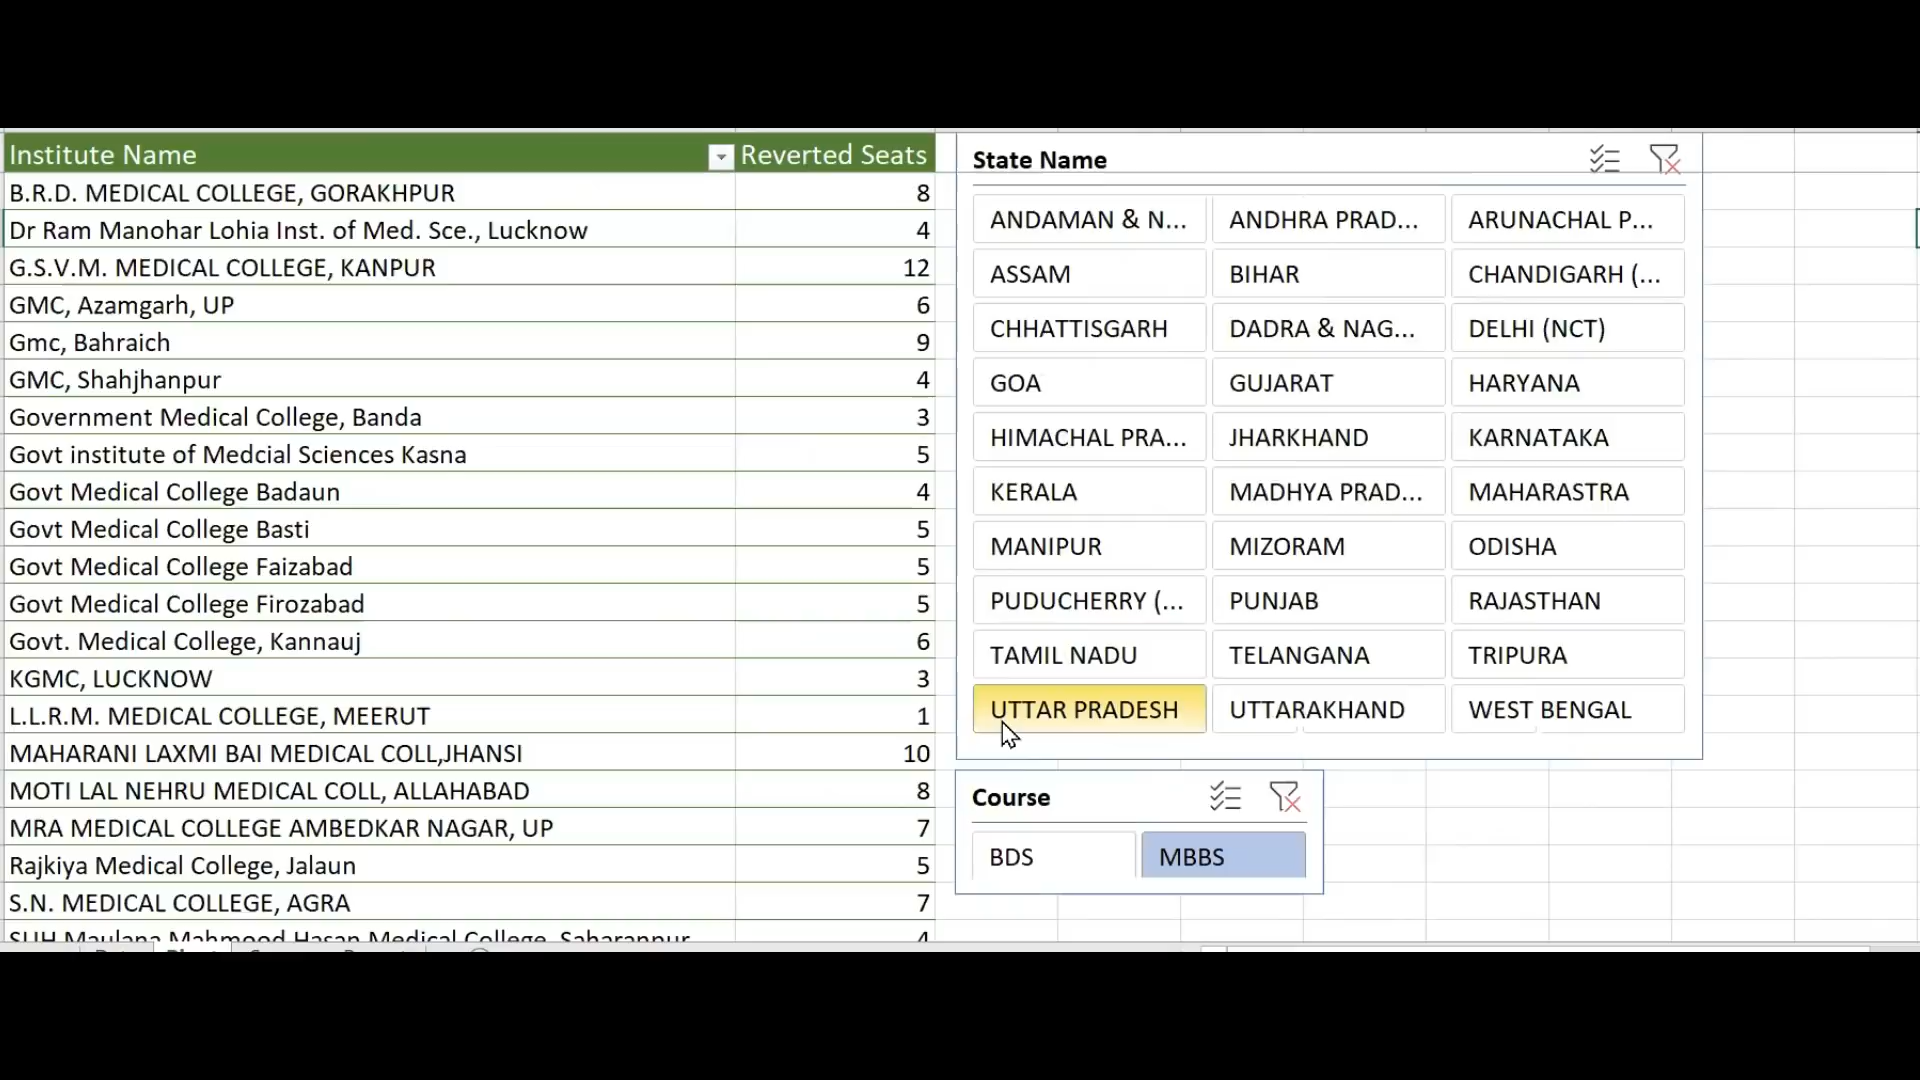 Institute Name Reverted Seats
B.R.D. MEDICAL COLLEGE, GORAKHPUR 8
Dr Ram Manohar Lohia Inst. of Med. Sce., Lucknow 4
G.S.V.M. MEDICAL COLLEGE, KANPUR 12
GMC, Azamgarh, UP 6
Gmc, Bahraich 9
GMC, Shahjhanpur 4
Government Medical College, Banda 3
Govt institute of Medcial Sciences Kasna 5
Govt Medical College Badaun 4
Govt Medical College Basti 5
Govt Medical College Faizabad 5
Govt Medical College Firozabad 5
Govt. Medical College, Kannauj 6
KGMC, LUCKNOW 3
L.L.R.M. MEDICAL COLLEGE, MEERUT 1
MAHARANI LAXMI BAI MEDICAL COLL,JHANSI 10
MOTI LAL NEHRU MEDICAL COLL, ALLAHABAD 8
MRA MEDICAL COLLEGE AMBEDKAR NAGAR, UP 7
Rajkiya Medical College, Jalaun 5
S.N. MEDICAL COLLEGE, AGRA 7
Maulana Mahmood Hasan Medical College, Saharanpur 4
State Name
ANDAMAN & N... ANDHRA PRAD... ARUNACHAL P...
ASSAM BIHAR CHANDIGARH (...
CHHATTISGARH DADRA & NAG... DELHI (NCT)
GOA GUJARAT HARYANA
HIMACHAL PRA... JHARKHAND KARNATAKA
KERALA MADHYA PRAD... MAHARASTRA
MANIPUR MIZORAM ODISHA
PUDUCHERRY (... PUNJAB RAJASTHAN
TAMIL NADU TELANGANA TRIPURA
UTTAR PRADESH UTTARAKHAND WEST BENGAL
Course
BDS MBBS